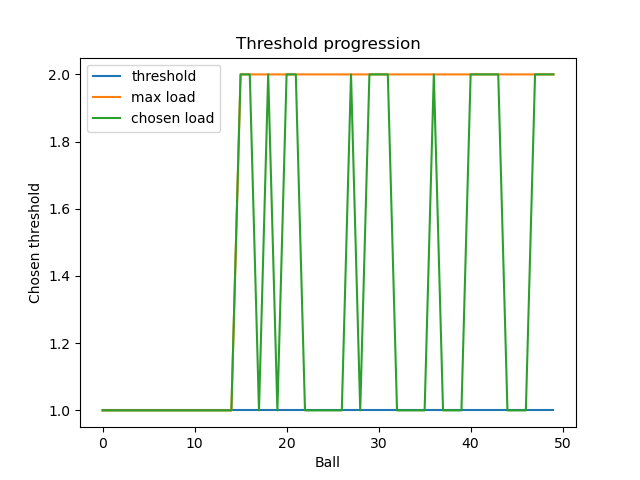 Threshold progression
threshold
max load
chosen load
Chosen threshold
2.0
1.8
1.6
1.4
1.2
1.0
0 10 20 30 40 50
Ball